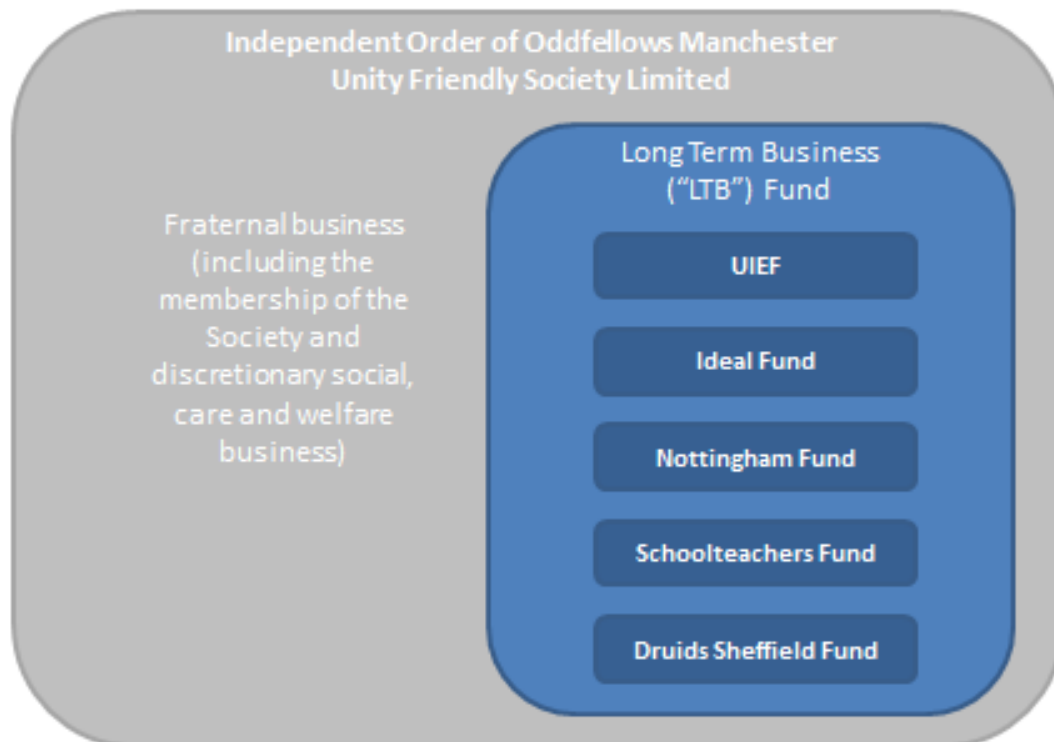 Independent Order of Oddfellows Manchester
Unity Friendly Society Limited
Fraternal business
(including the
membership of the
Society and
discretionary social,
care and welfare
business)
Long Term Business
(“LTB”) Fund
UIEF
Ideal Fund
Nottingham Fund
Schoolteachers Fund
Druids Sheffield Fund